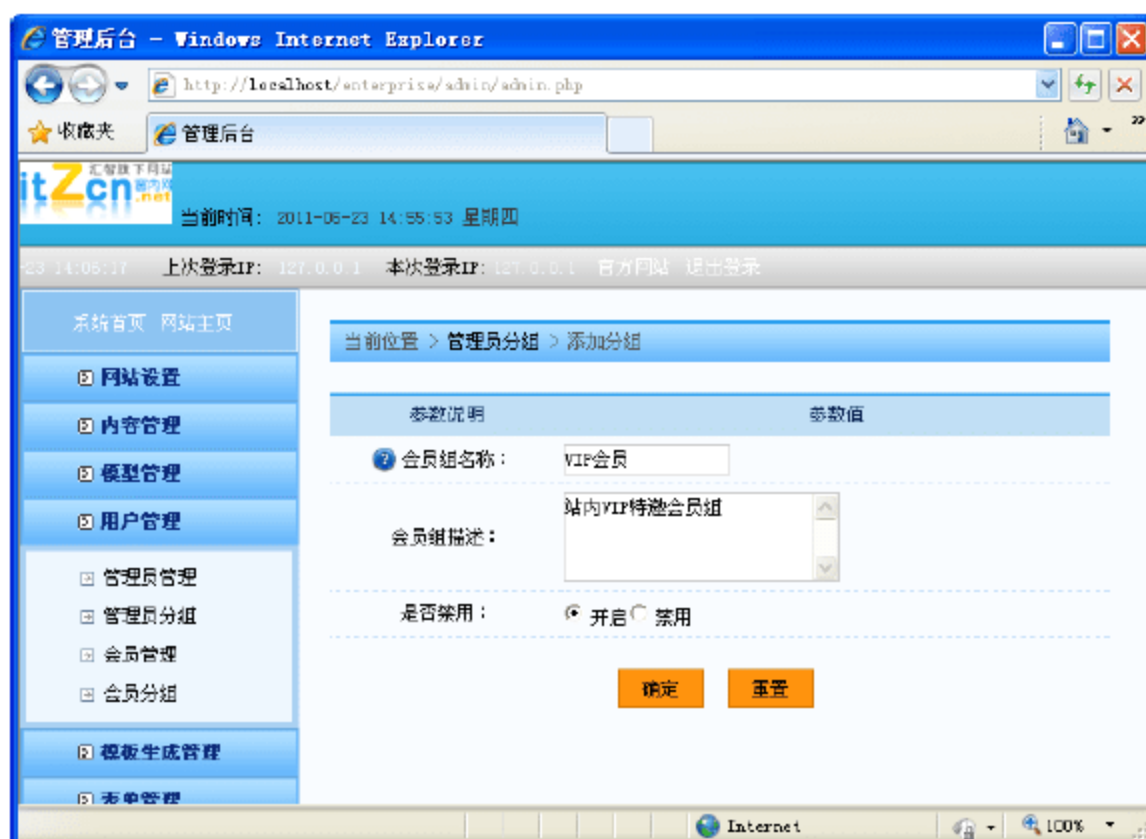 管理后台 - Windows Internet Explorer
http://localhost/enterprise/admin/admin.php
收藏夹
管理后台
itZcn .net 汇智旗下网站 窗内网
当前时间: 2011-06-23 14:55:53 星期四
-23 14:06:17 上次登录IP: 127.0.0.1 本次登录IP: 127.0.0.1 官方网站 退出登录
系统首页 网站主页
网站设置
内容管理
模型管理
用户管理
管理员管理
管理员分组
会员管理
会员分组
模板生成管理
表单管理
当前位置 > 管理员分组 > 添加分组
参数说明 参数值
会员组名称: VIP会员
会员组描述: 站内VIP特邀会员组
是否禁用: 开启 禁用
确定 重置
Internet 100%